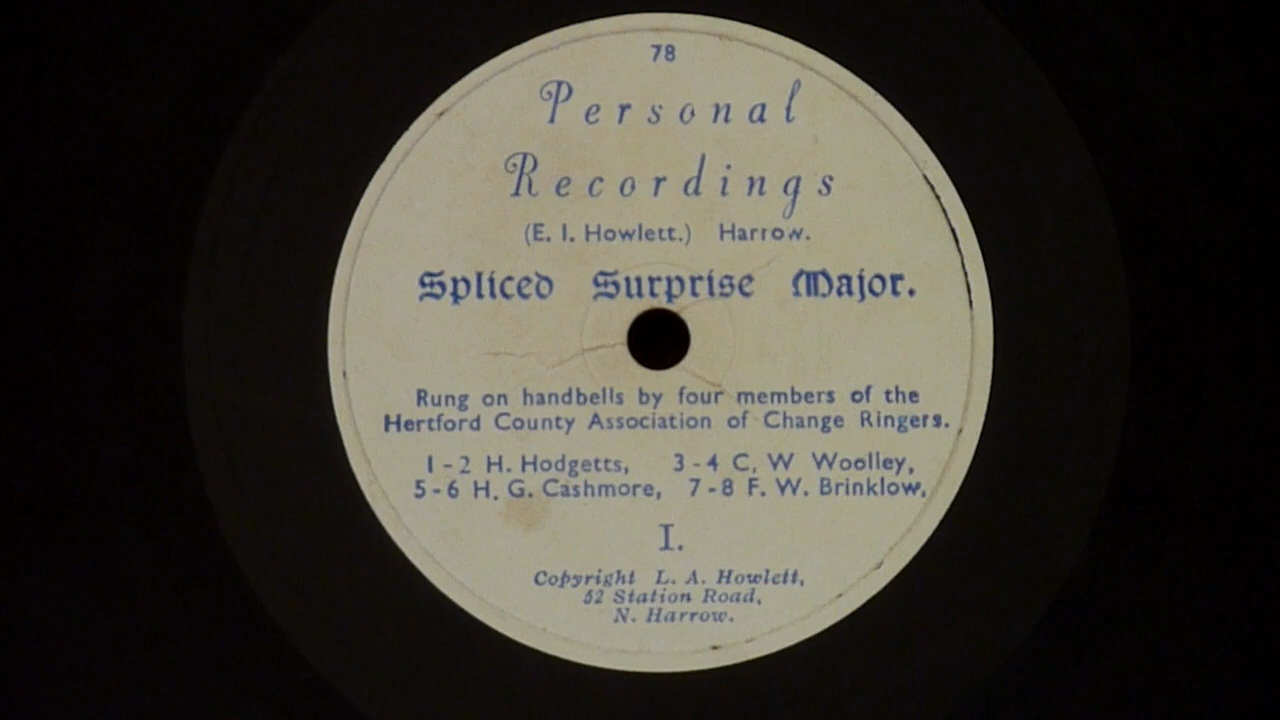 78
Personal
Recordings
(E. I. Howlett.) Harrow.
Spliced Surprise Major.
Rung on handbells by four members of the
Hertford County Association of Change Ringers.
1-2 H. Hodgetts, 3-4 C, W Woolley,
5-6 H. G. Cashmore, 7-8 F. W. Brinklow,
I.
Copyright L. A. Howlett,
52 Station Road,
N. Harrow.